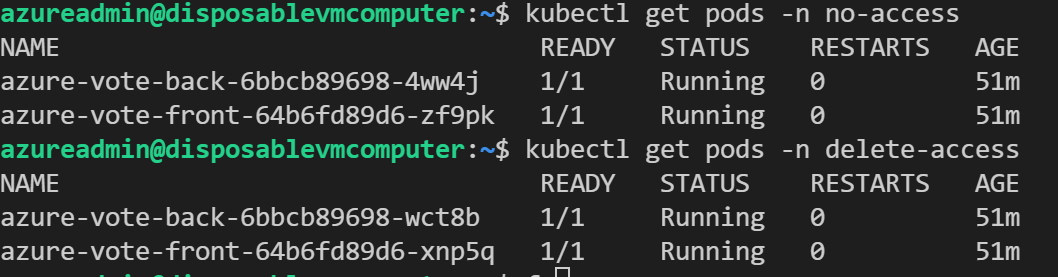 azureadmin@disposablevmcomputer:~$ kubectl get pods -n no-access
NAME READY STATUS RESTARTS AGE
azure-vote-back-6bbcb89698-4ww4j 1/1 Running 0 51m
azure-vote-front-64b6fd89d6-zf9pk 1/1 Running 0 51m
azureadmin@disposablevmcomputer:~$ kubectl get pods -n delete-access
NAME READY STATUS RESTARTS AGE
azure-vote-back-6bbcb89698-wct8b 1/1 Running 0 51m
azure-vote-front-64b6fd89d6-xnp5q 1/1 Running 0 51m